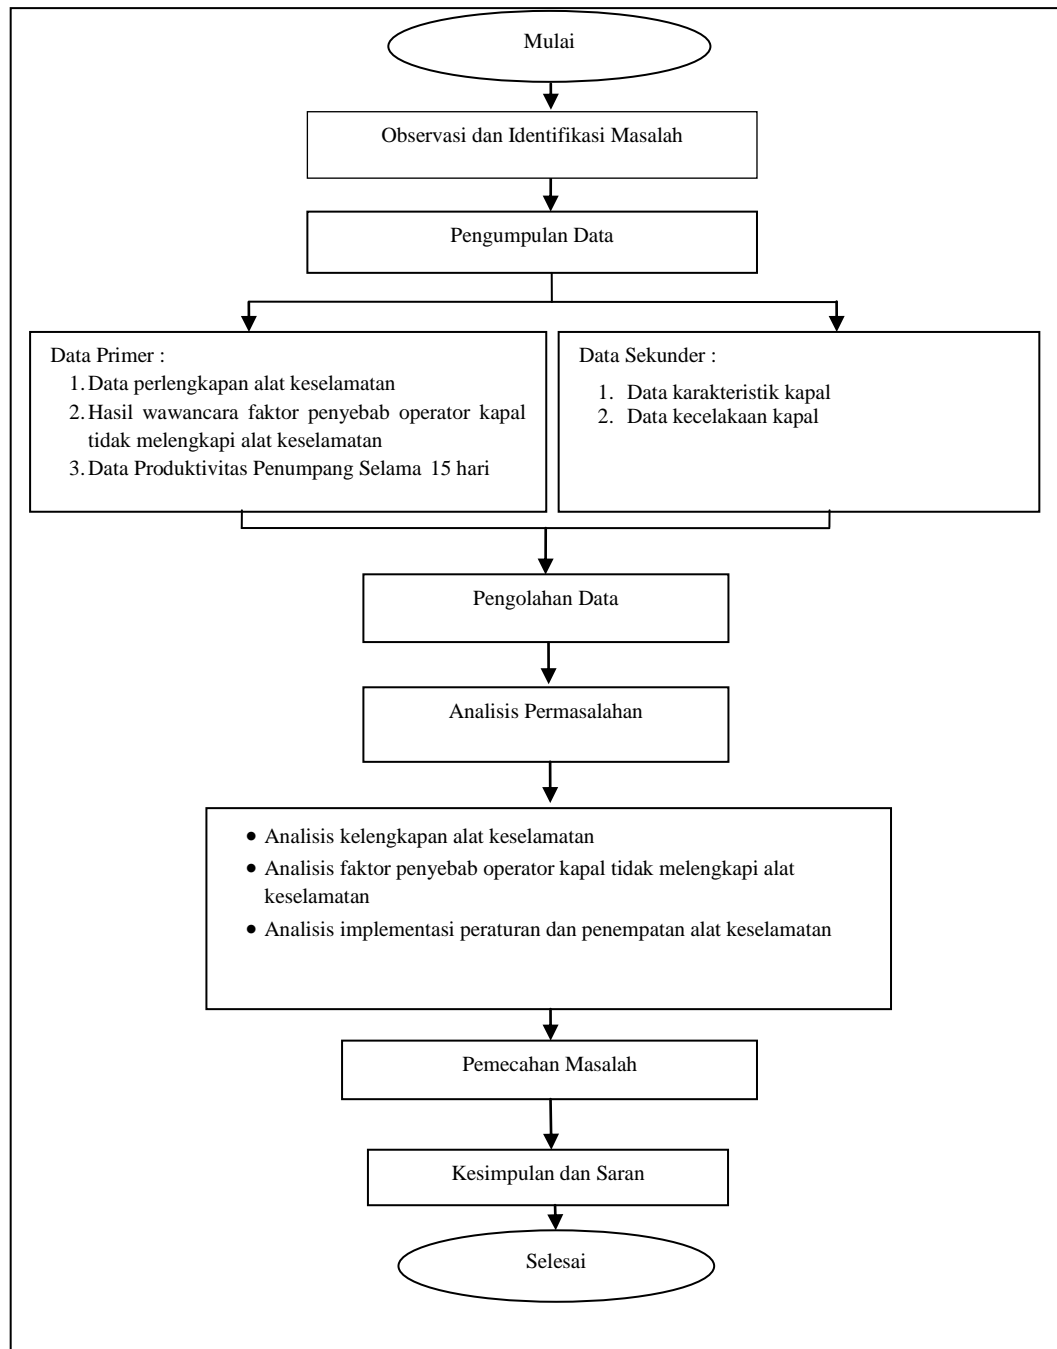 Mulai
Observasi dan Identifikasi Masalah
Pengumpulan Data
Data Primer :
1. Data perlengkapan alat keselamatan
2. Hasil wawancara faktor penyebab operator kapal
tidak melengkapi alat keselamatan
3. Data Produktivitas Penumpang Selama 15 hari
Data Sekunder :
1. Data karakteristik kapal
2. Data kecelakaan kapal
Pengolahan Data
Analisis Permasalahan
• Analisis kelengkapan alat keselamatan
• Analisis faktor penyebab operator kapal tidak melengkapi alat
keselamatan
• Analisis implementasi peraturan dan penempatan alat keselamatan
Pemecahan Masalah
Kesimpulan dan Saran
Selesai